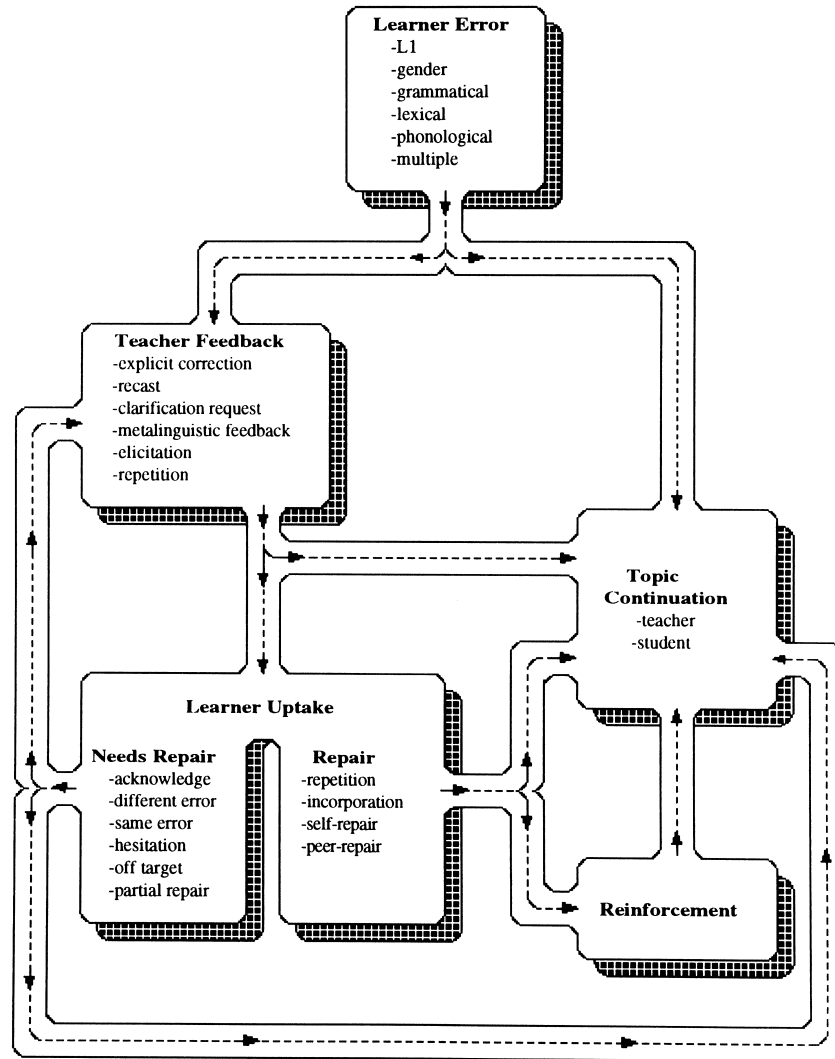 Learner Error
-L1
-gender
-grammatical
-lexical
-phonological
-multiple
Teacher Feedback
-explicit correction
-recast
-clarification request
-metalinguistic feedback
-elicitation
-repetition
Topic
Continuation
-teacher
-student
Learner Uptake
Needs Repair
-acknowledge
-different error
-same error
-hesitation
-off target
-partial repair
Repair
-repetition
-incorporation
-self-repair
-peer-repair
Reinforcement